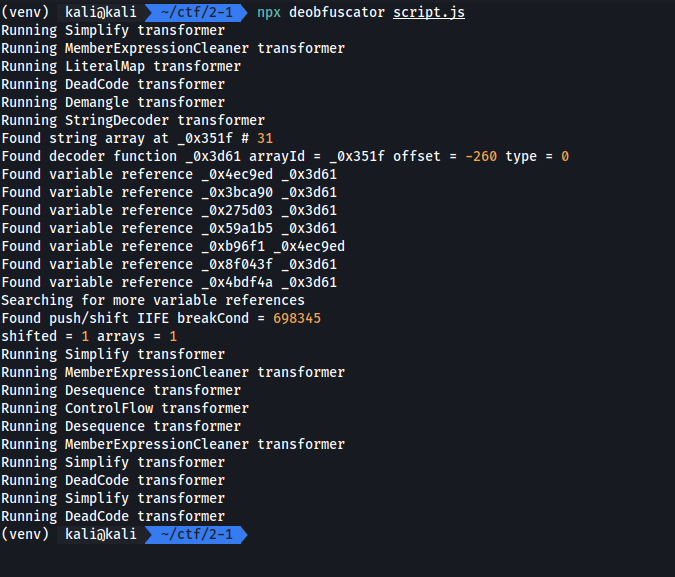 (venv) kali@kali ~/ctf/2-1 npx deobfuscator script.js
Running Simplify transformer
Running MemberExpressionCleaner transformer
Running LiteralMap transformer
Running DeadCode transformer
Running Demangle transformer
Running StringDecoder transformer
Found string array at _0x351f # 31
Found decoder function _0x3d61 arrayId = _0x351f offset = -260 type = 0
Found variable reference _0x4ec9ed _0x3d61
Found variable reference _0x3bca90 _0x3d61
Found variable reference _0x275d03 _0x3d61
Found variable reference _0x59a1b5 _0x3d61
Found variable reference _0xb96f1 _0x4ec9ed
Found variable reference _0x8f043f _0x3d61
Found variable reference _0x4bdf4a _0x3d61
Searching for more variable references
Found push/shift IIFE breakCond = 698345
shifted = 1 arrays = 1
Running Simplify transformer
Running MemberExpressionCleaner transformer
Running Desequence transformer
Running ControlFlow transformer
Running Desequence transformer
Running MemberExpressionCleaner transformer
Running Simplify transformer
Running DeadCode transformer
Running Simplify transformer
Running DeadCode transformer
(venv) kali@kali ~/ctf/2-1